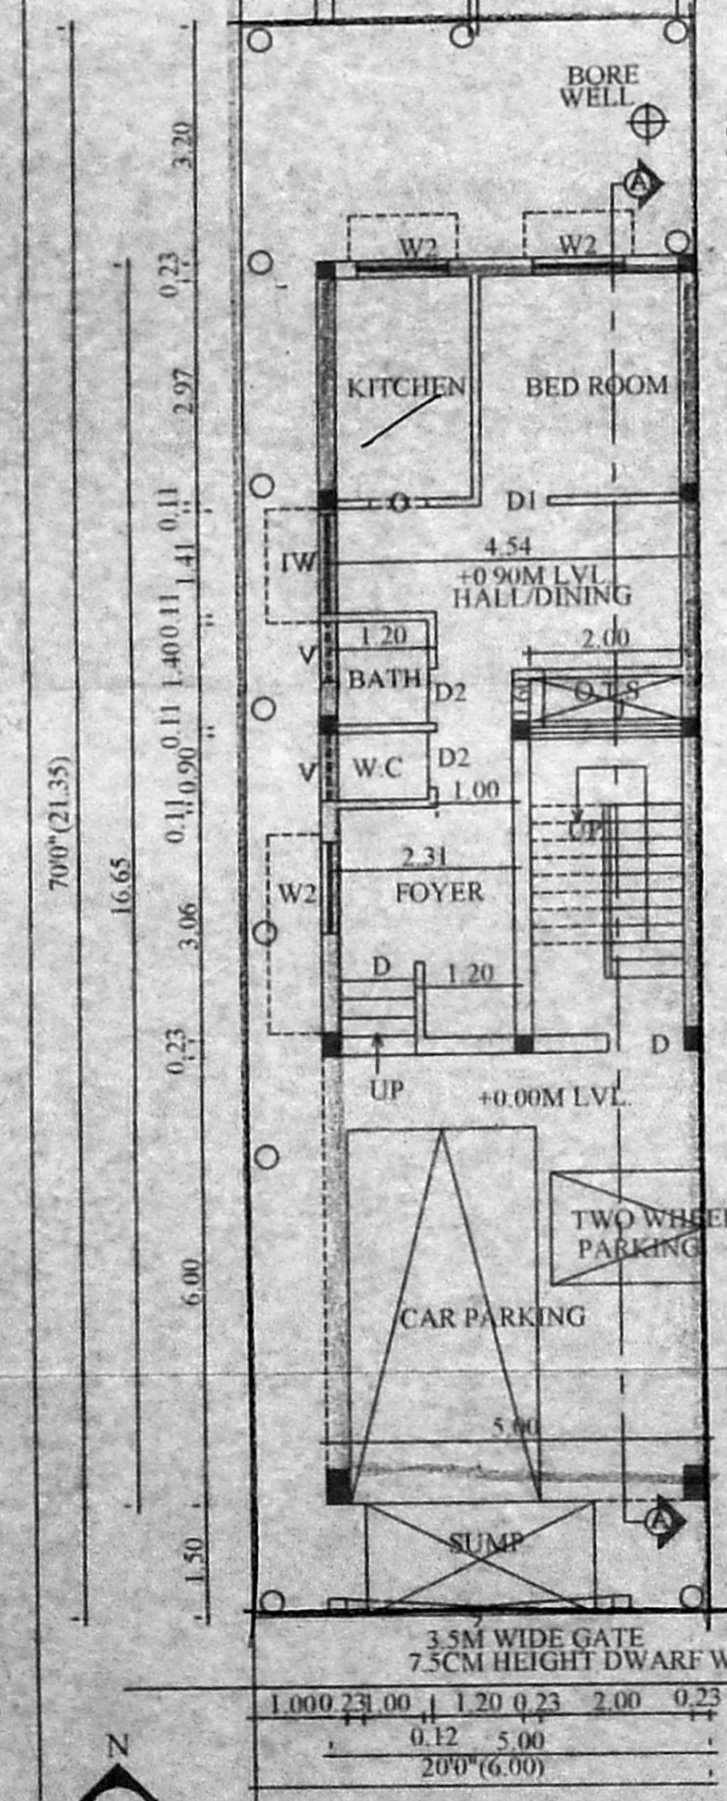 BORE
WELL
A
3.20
W2 W2
0.23
2.97
KITCHEN BED ROOM
0.11
O D1
4.54
1.41
+0.90M LVL.
HALL/DINING
0.11
1.20 2.00
V
1.40
BATH D2 O.T.S
0.11
D2
V W.C
0.90
1.00
0.11
UP
70'0"(21.35)
16.65
2.31
W2 FOYER
3.06
D 1.20
0.23
D
UP +0.00M LVL.
PARKING
6.00
CAR PARKING
5.00
A
SUMP
1.50
3.5M WIDE GATE
7.5CM HEIGHT DWARF W
1.00 0.23 1.00 1.20 0.23 2.00 0.23
0.12 5.00
20'0"(6.00)
N